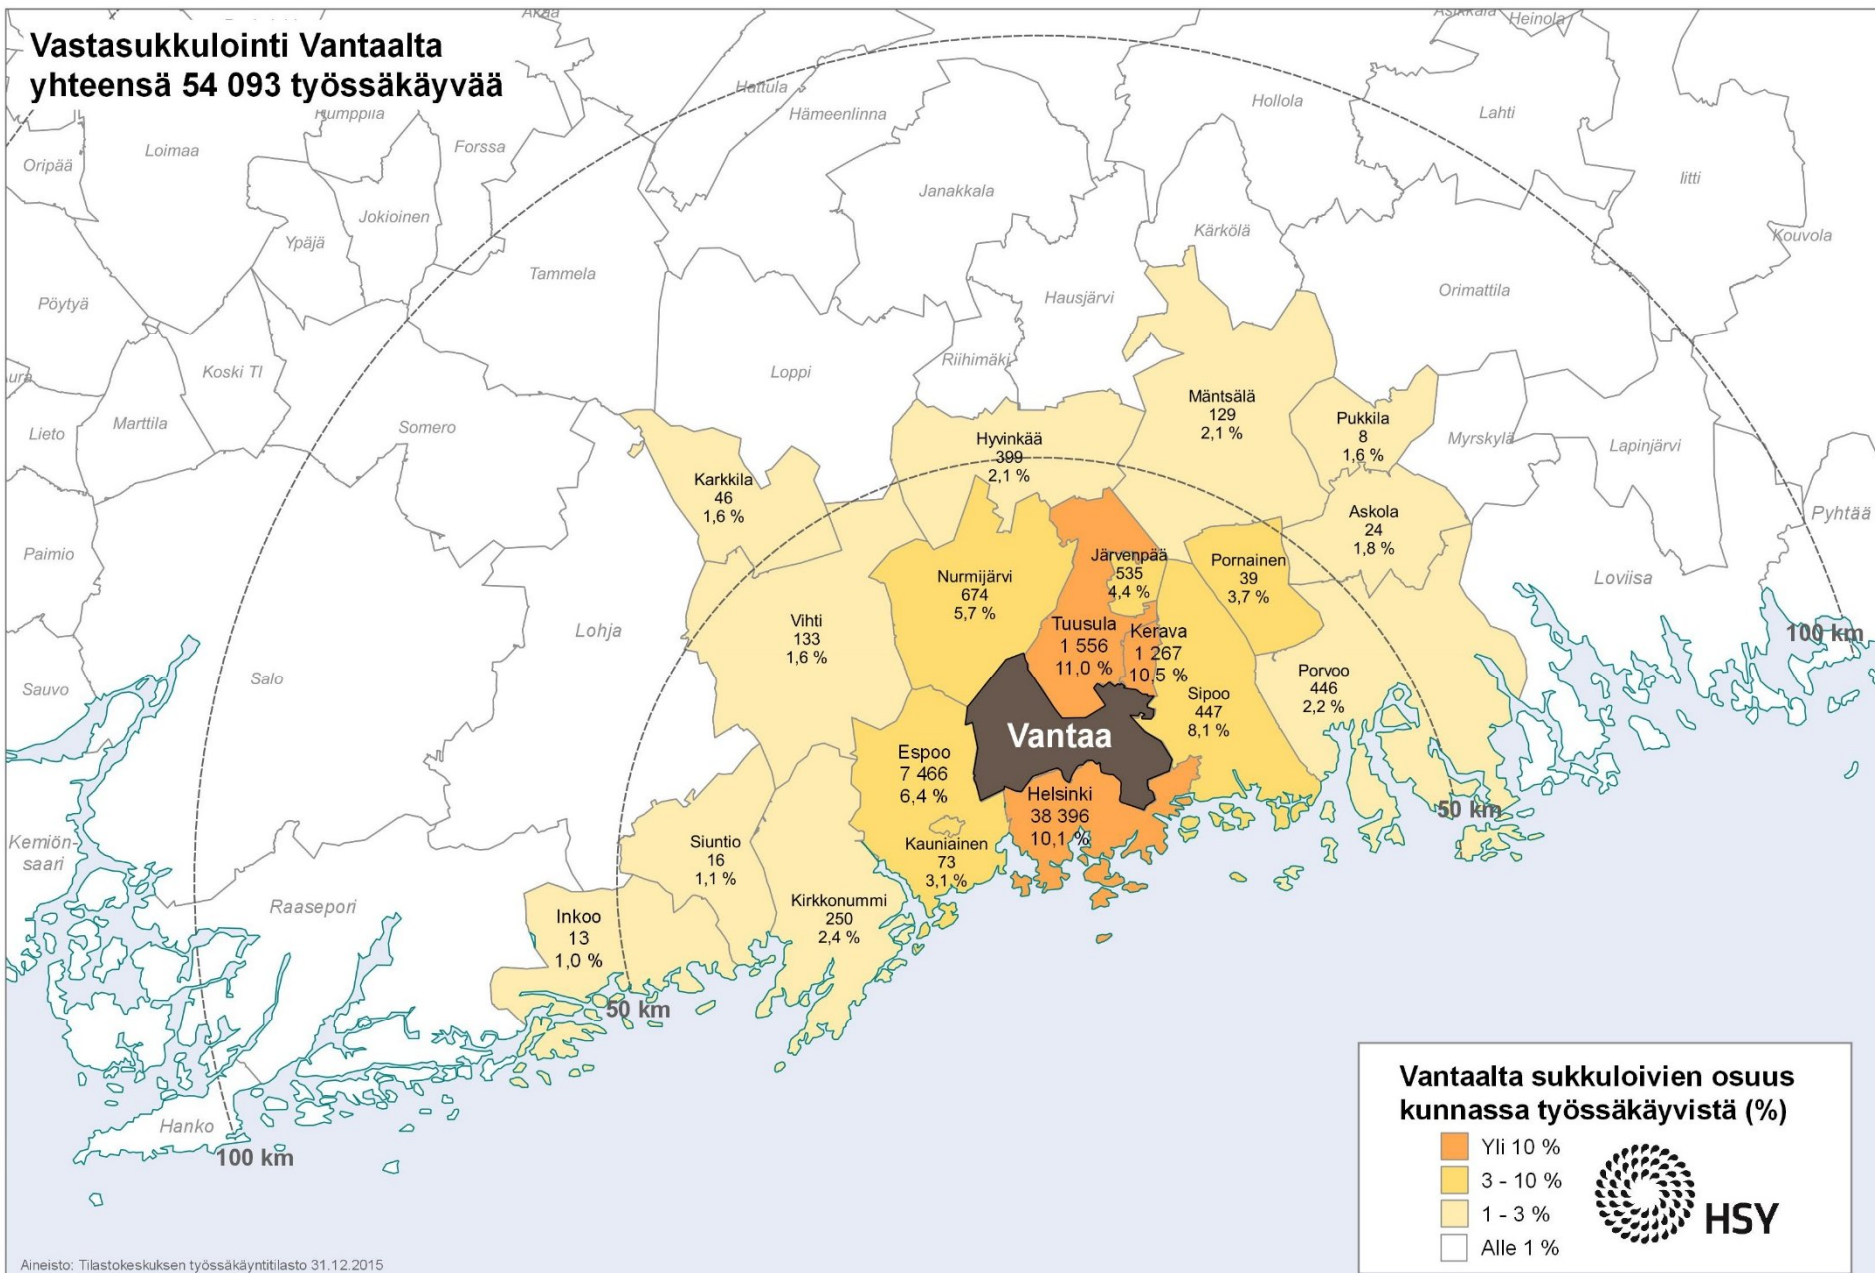 Vastasukkulointi Vantaalta
yhteensä 54 093 työssäkäyvää
Akaa
Asikkala
Heinola
Hattula
Hämeenlinna
Hollola
Lahti
Humppila
Forssa
Loimaa
Oripää
Iitti
Janakkala
Jokioinen
Ypäjä
Kärkölä
Kouvola
Tammela
Pöytyä
Hausjärvi
Orimattila
Riihimäki
Loppi
Koski Tl
Marttila
Lieto
Somero
Mäntsälä
129
2,1 %
Pukkila
8
1,6 %
Myrskylä
Lapinjärvi
Hyvinkää
399
2,1 %
Karkkila
46
1,6 %
Askola
24
1,8 %
Pyhtää
Paimio
Järvenpää
535
4,4 %
Pornainen
39
3,7 %
Nurmijärvi
674
5,7 %
Loviisa
Vihti
133
1,6 %
Lohja
Tuusula
1 556
11,0 %
Kerava
1 267
10,5 %
100 km
Salo
Sauvo
Porvoo
446
2,2 %
Sipoo
447
8,1 %
Vantaa
Espoo
7 466
6,4 %
Helsinki
38 396
10,1 %
50 km
Kemiön-
saari
Siuntio
16
1,1 %
Kauniainen
73
3,1 %
Raasepori
Inkoo
13
1,0 %
Kirkkonummi
250
2,4 %
50 km
Hanko
100 km
Vantaalta sukkuloivien osuus
kunnassa työssäkäyvistä (%)
Yli 10 %
3 - 10 %
1 - 3 %
Alle 1 %
HSY
Aineisto: Tilastokeskuksen työssäkäyntitilasto 31.12.2015